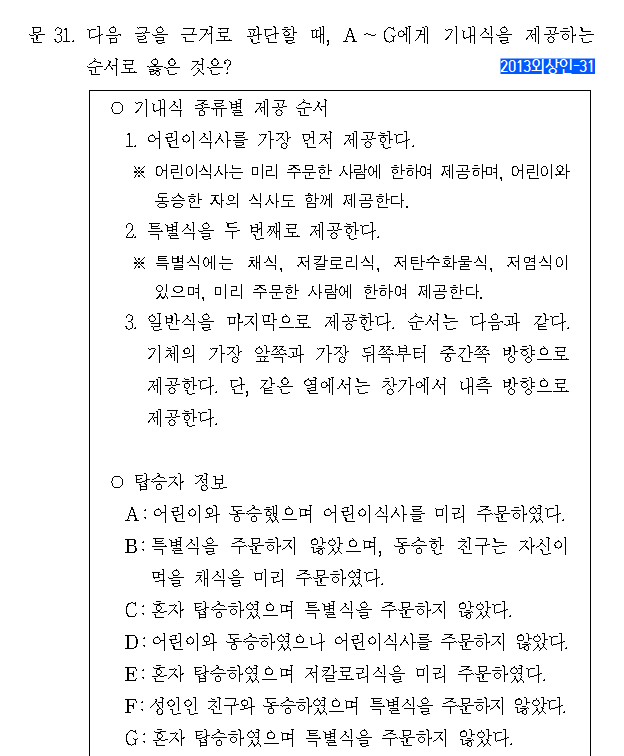 문 31. 다음 글을 근거로 판단할 때, A ~ G에게 기내식을 제공하는
순서로 옳은 것은?
2013외상인-31
○ 기내식 종류별 제공 순서
1. 어린이식사를 가장 먼저 제공한다.
※ 어린이식사는 미리 주문한 사람에 한하여 제공하며, 어린이와
동승한 자의 식사도 함께 제공한다.
2. 특별식을 두 번째로 제공한다.
※ 특별식에는 채식, 저칼로리식, 저탄수화물식, 저염식이
있으며, 미리 주문한 사람에 한하여 제공한다.
3. 일반식을 마지막으로 제공한다. 순서는 다음과 같다.
기체의 가장 앞쪽과 가장 뒤쪽부터 중간쪽 방향으로
제공한다. 단, 같은 열에서는 창가에서 내측 방향으로
제공한다.
○ 탑승자 정보
A : 어린이와 동승했으며 어린이식사를 미리 주문하였다.
B : 특별식을 주문하지 않았으며, 동승한 친구는 자신이
먹을 채식을 미리 주문하였다.
C : 혼자 탑승하였으며 특별식을 주문하지 않았다.
D : 어린이와 동승하였으나 어린이식사를 주문하지 않았다.
E : 혼자 탑승하였으며 저칼로리식을 미리 주문하였다.
F : 성인인 친구와 동승하였으며 특별식을 주문하지 않았다.
G : 혼자 탑승하였으며 특별식을 주문하지 않았다.